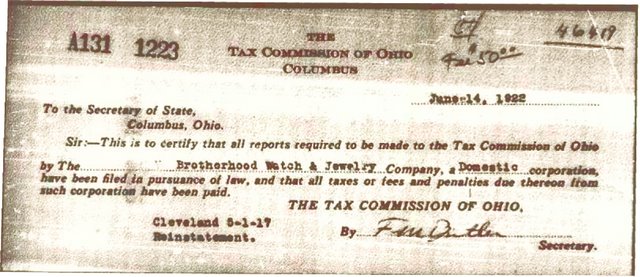 A131 1223
THE
TAX COMMISSION OF OHIO
COLUMBUS
46419
$50.00
June-14, 1922
To the Secretary of State,
Columbus, Ohio.
Sir:—This is to certify that all reports required to be made to the Tax Commission of Ohio
by The Brotherhood Watch & Jewelry Company, a Domestic corporation,
have been filed in pursuance of law, and that all taxes or fees and penalties due thereon from
such corporation have been paid.
THE TAX COMMISSION OF OHIO,
Cleveland 5-1-17
Reinstatement.
By
Secretary.